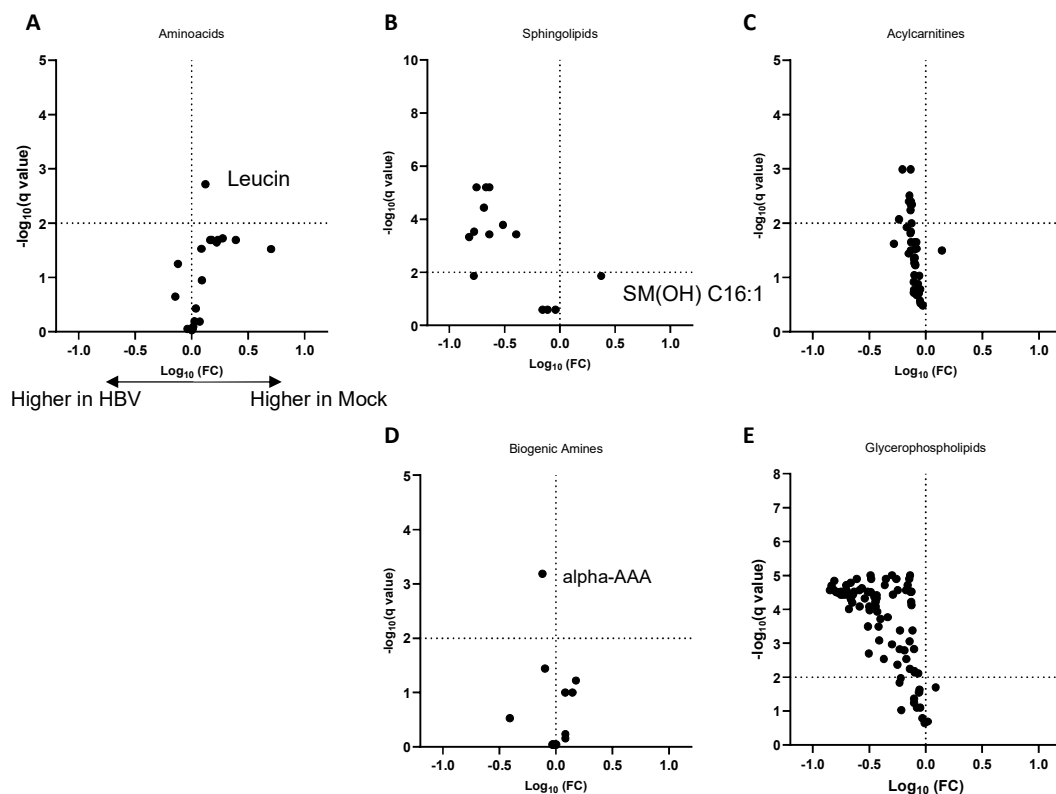 A
Aminoacids
-log10(q value)
5
4
3
2
1
0
Leucin
-1.0
-0.5
0.0
0.5
1.0
Log10 (FC)
Higher in HBV
Higher in Mock
B
Sphingolipids
-log10(q value)
10
8
6
4
2
0
SM(OH) C16:1
-1.0
-0.5
0.0
0.5
1.0
Log10 (FC)
C
Acylcarnitines
-log10(q value)
5
4
3
2
1
0
-1.0
-0.5
0.0
0.5
1.0
Log10 (FC)
D
Biogenic Amines
-log10(q value)
5
4
3
2
1
0
alpha-AAA
-1.0
-0.5
0.0
0.5
1.0
Log10 (FC)
E
Glycerophospholipids
-log10(q value)
8
7
6
5
4
3
2
1
0
-1.0
-0.5
0.0
0.5
1.0
Log10 (FC)